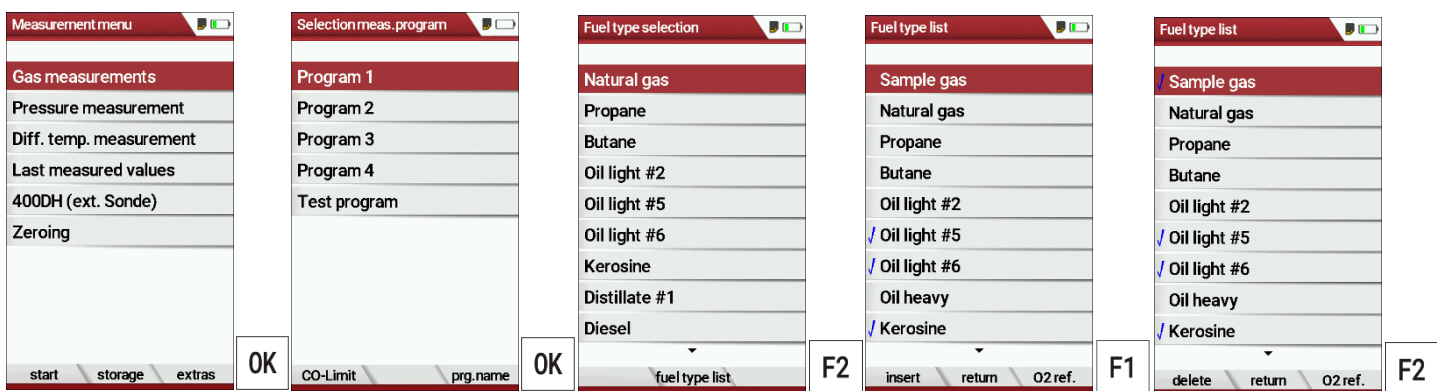 Measurement menu
Gas measurements
Pressure measurement
Diff. temp. measurement
Last measured values
400DH (ext. Sonde)
Zeroing
start storage extras
OK
Selection meas.program
Program 1
Program 2
Program 3
Program 4
Test program
CO-Limit prg.name
OK
Fuel type selection
Natural gas
Propane
Butane
Oil light #2
Oil light #5
Oil light #6
Kerosine
Distillate #1
Diesel
fuel type list
F2
Fuel type list
Sample gas
Natural gas
Propane
Butane
Oil light #2
Oil light #5
Oil light #6
Oil heavy
Kerosine
insert return O2 ref.
F1
Fuel type list
Sample gas
Natural gas
Propane
Butane
Oil light #2
Oil light #5
Oil light #6
Oil heavy
Kerosine
delete return O2 ref.
F2